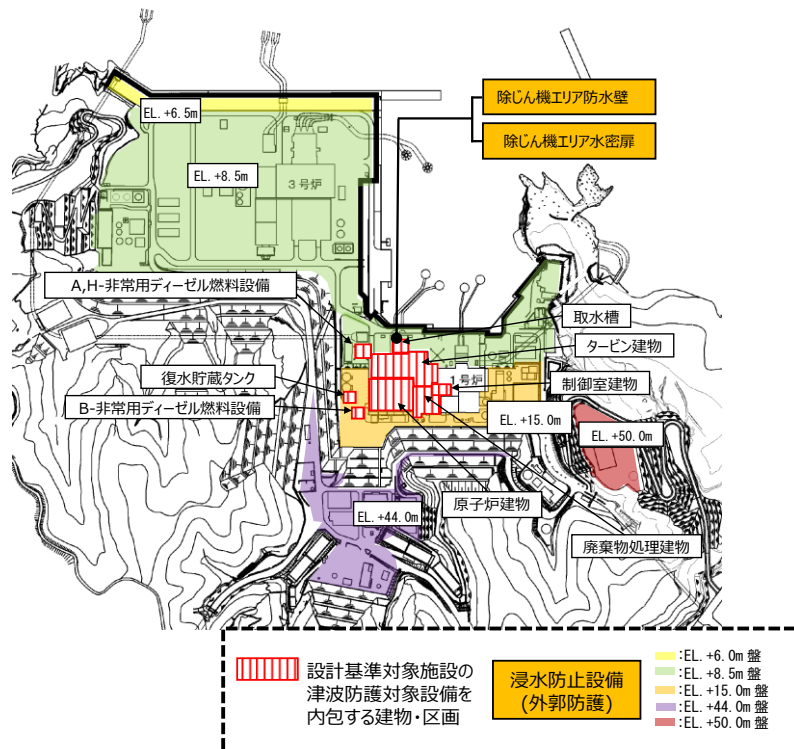 除じん機エリア防水壁
除じん機エリア水密扉
EL.+6.5m
EL.+8.5m
3号炉
A,H-非常用ディーゼル燃料設備
取水槽
タービン建物
復水貯蔵タンク
1号炉
制御室建物
B-非常用ディーゼル燃料設備
EL.+15.0m
EL.+50.0m
原子炉建物
EL.+44.0m
廃棄物処理建物
設計基準対象施設の
津波防護対象設備を
内包する建物・区画
浸水防止設備
(外郭防護)
:EL.+6.0m 盤
:EL.+8.5m 盤
:EL.+15.0m 盤
:EL.+44.0m 盤
:EL.+50.0m 盤